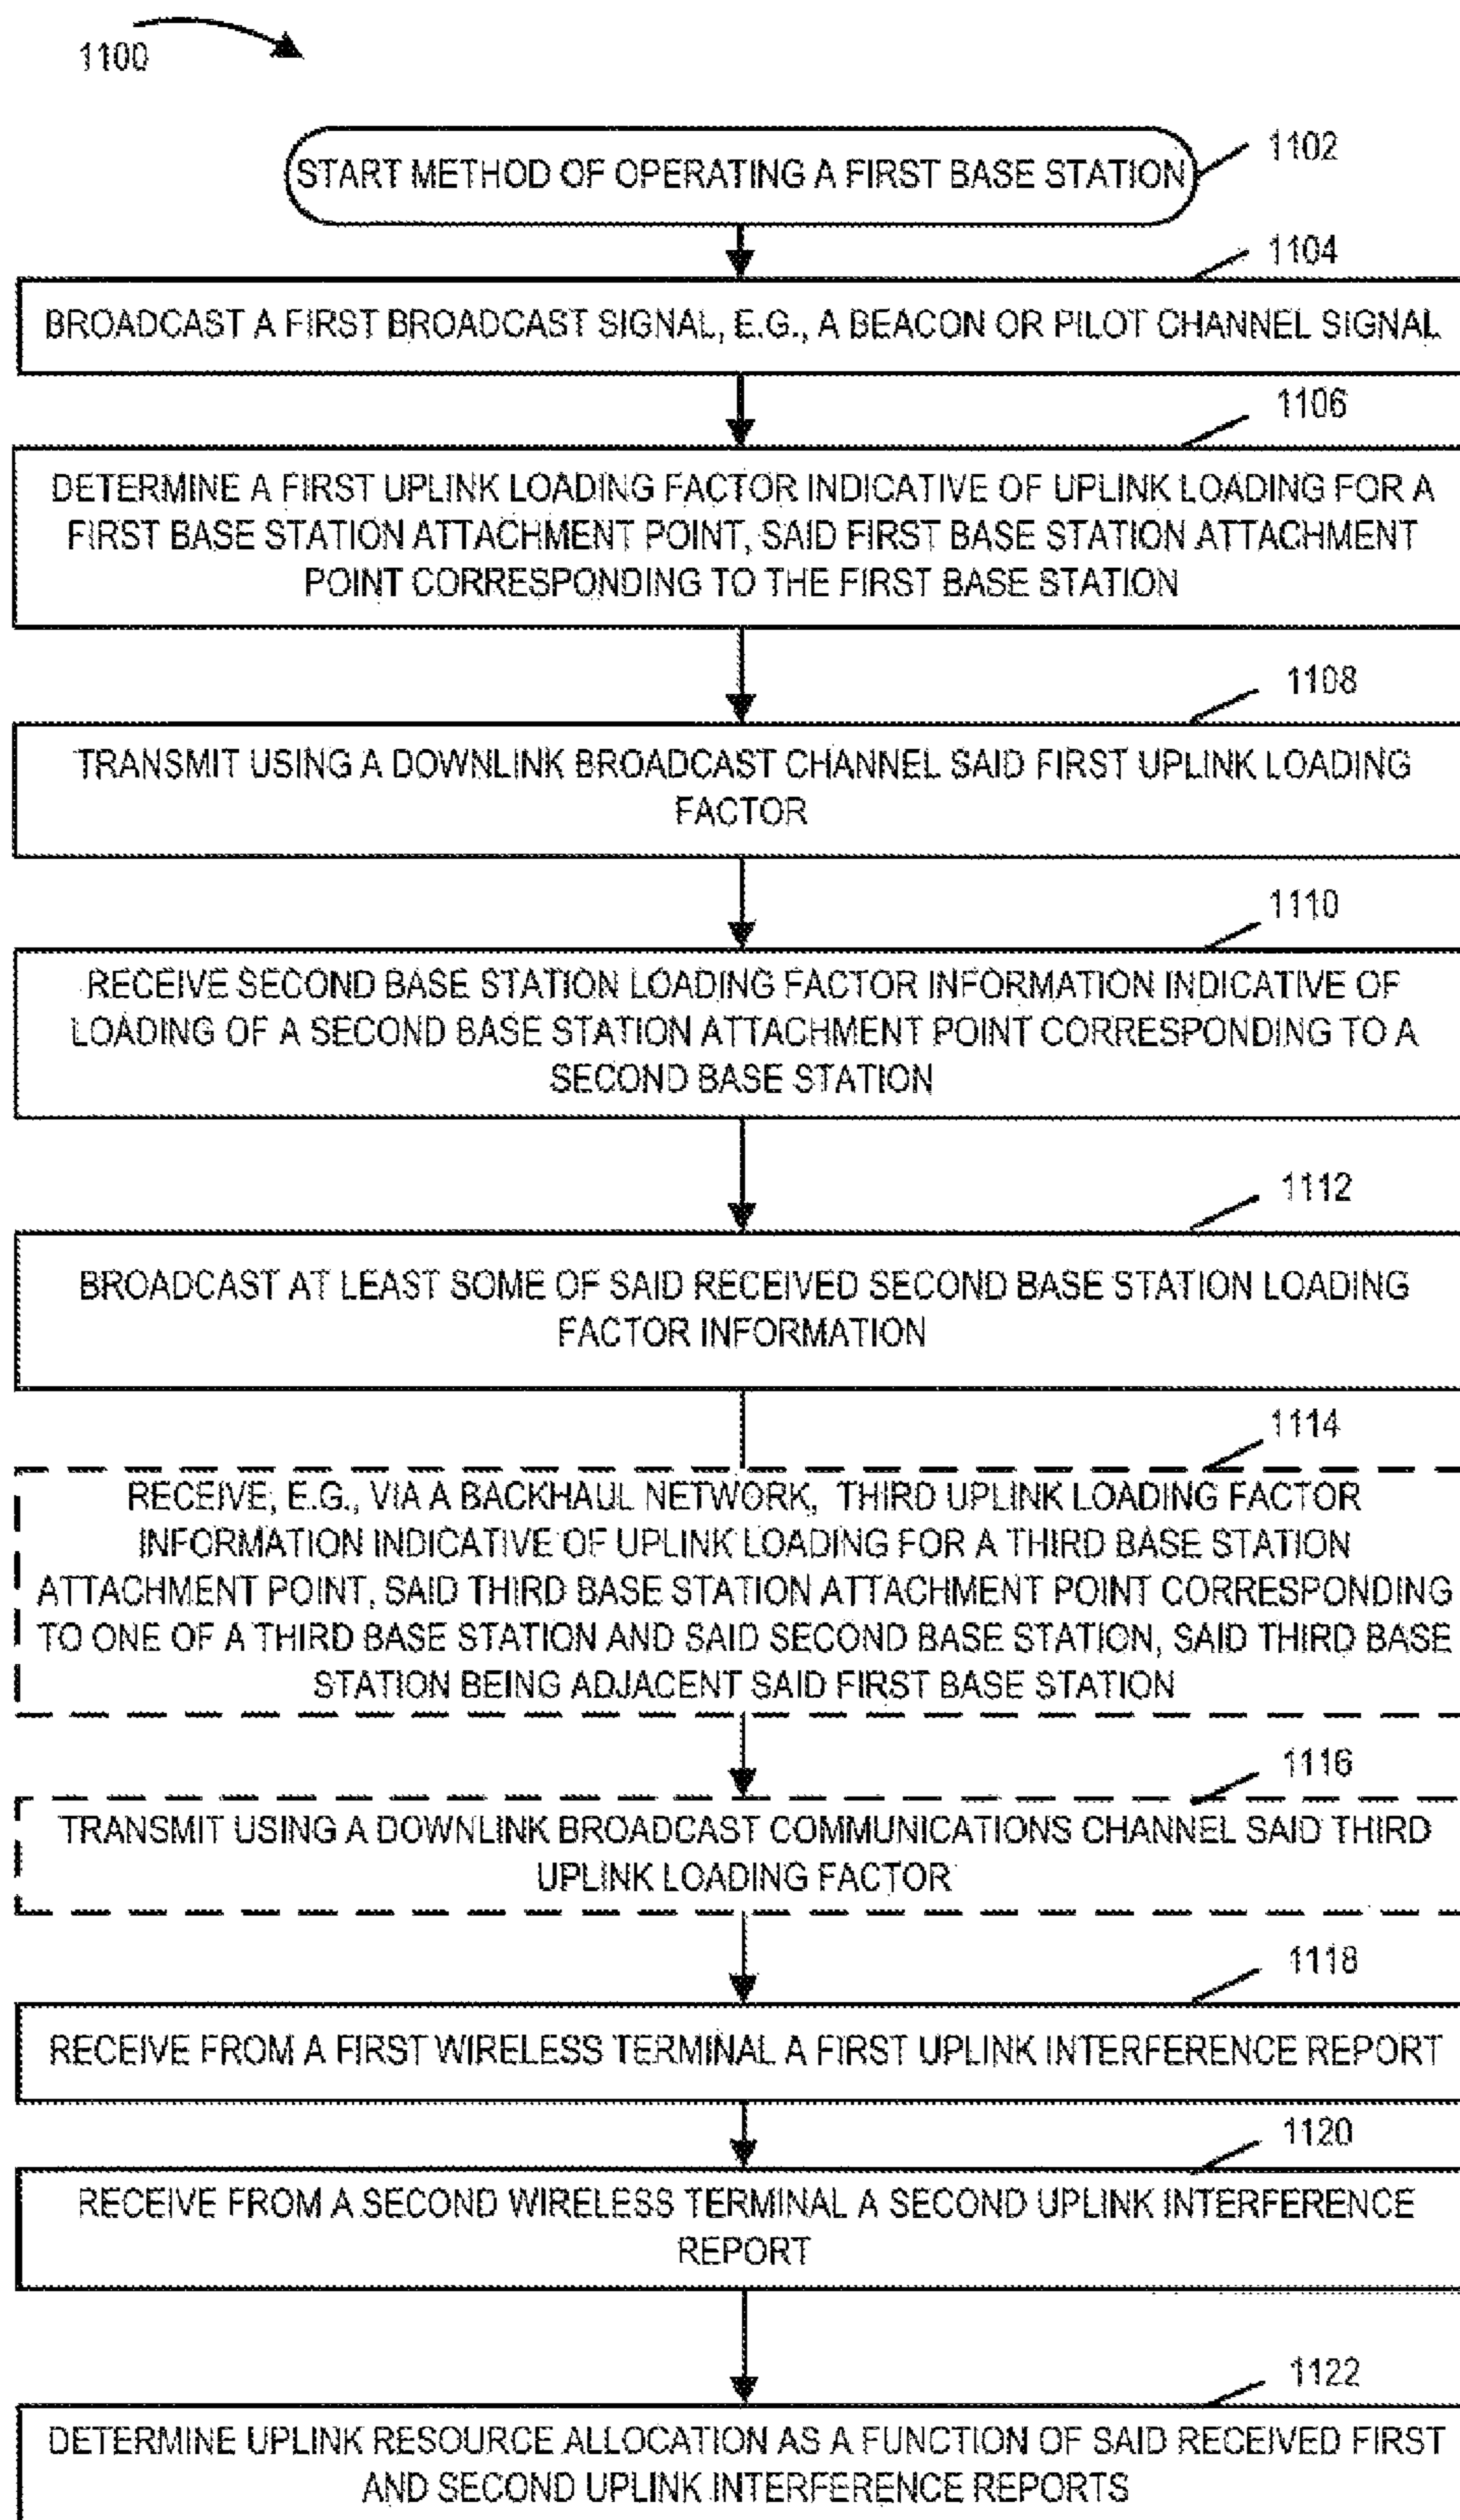 1100
START METHOD OF OPERATING A FIRST BASE STATION
1102
1104
BROADCAST A FIRST BROADCAST SIGNAL, E.G., A BEACON OR PILOT CHANNEL SIGNAL
1106
DETERMINE A FIRST UPLINK LOADING FACTOR INDICATIVE OF UPLINK LOADING FOR A
FIRST BASE STATION ATTACHMENT POINT, SAID FIRST BASE STATION ATTACHMENT
POINT CORRESPONDING TO THE FIRST BASE STATION
1108
TRANSMIT USING A DOWNLINK BROADCAST CHANNEL SAID FIRST UPLINK LOADING
FACTOR
1110
RECEIVE SECOND BASE STATION LOADING FACTOR INFORMATION INDICATIVE OF
LOADING OF A SECOND BASE STATION ATTACHMENT POINT CORRESPONDING TO A
SECOND BASE STATION
1112
BROADCAST AT LEAST SOME OF SAID RECEIVED SECOND BASE STATION LOADING
FACTOR INFORMATION
1114
RECEIVE, E.G., VIA A BACKHAUL NETWORK, THIRD UPLINK LOADING FACTOR
INFORMATION INDICATIVE OF UPLINK LOADING FOR A THIRD BASE STATION
ATTACHMENT POINT, SAID THIRD BASE STATION ATTACHMENT POINT CORRESPONDING
TO ONE OF A THIRD BASE STATION AND SAID SECOND BASE STATION, SAID THIRD BASE
STATION BEING ADJACENT SAID FIRST BASE STATION
1116
TRANSMIT USING A DOWNLINK BROADCAST COMMUNICATIONS CHANNEL SAID THIRD
UPLINK LOADING FACTOR
1118
RECEIVE FROM A FIRST WIRELESS TERMINAL A FIRST UPLINK INTERFERENCE REPORT
1120
RECEIVE FROM A SECOND WIRELESS TERMINAL A SECOND UPLINK INTERFERENCE
REPORT
1122
DETERMINE UPLINK RESOURCE ALLOCATION AS A FUNCTION OF SAID RECEIVED FIRST
AND SECOND UPLINK INTERFERENCE REPORTS